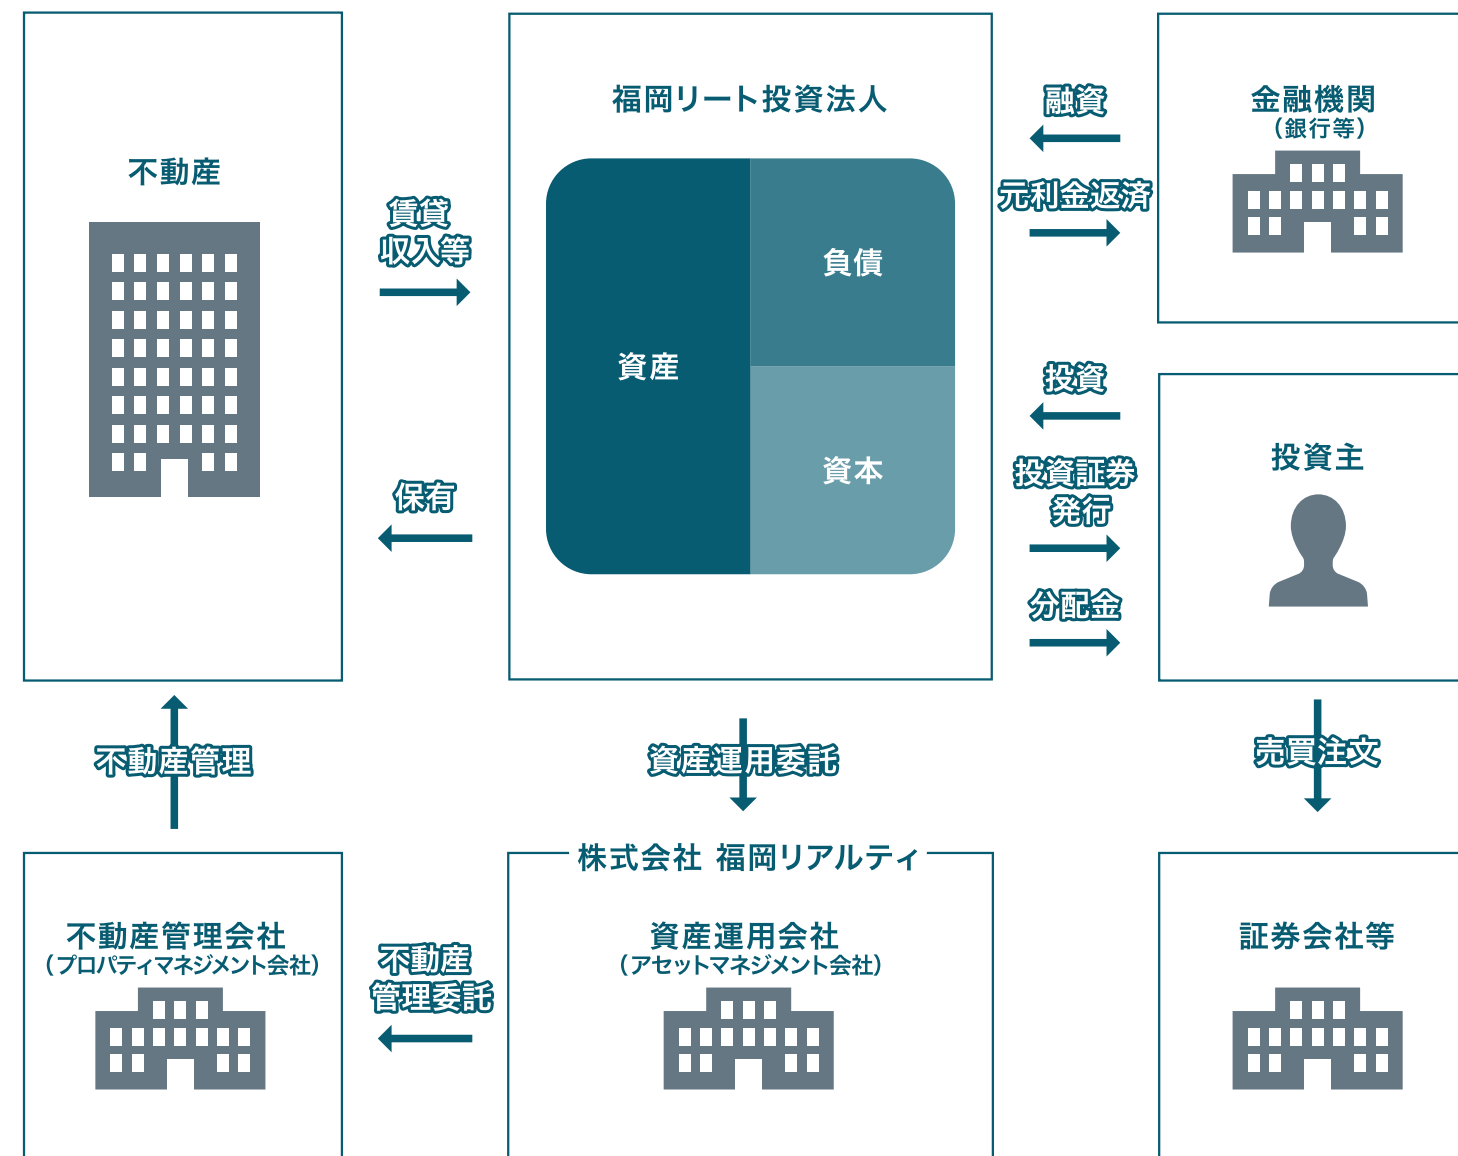 不動産
賃貸
収入等
保有
福岡リート投資法人
資産
負債
資本
融資
元利金返済
金融機関
（銀行等）
投資
投資証券
発行
分配金
投資主
不動産管理
資産運用委託
売買注文
不動産管理会社
（プロパティマネジメント会社）
不動産
管理委託
株式会社 福岡リアルティ
資産運用会社
（アセットマネジメント会社）
証券会社等